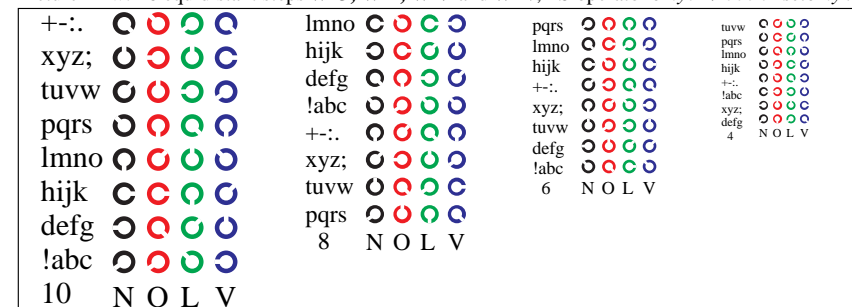 +-:.
xyz;
tuvw
pqrs
lmno
hijk
defg
!abc
10 N O L V
lmno
hijk
defg
!abc
+-:.
xyz;
tuvw
pqrs
8 N O L V
pqrs
lmno
hijk
+-:.
xyz;
tuvw
defg
!abc
6 N O L V
tuvw
pqrs
lmno
hijk
+-:.
!abc
xyz;
defg
4 N O L V